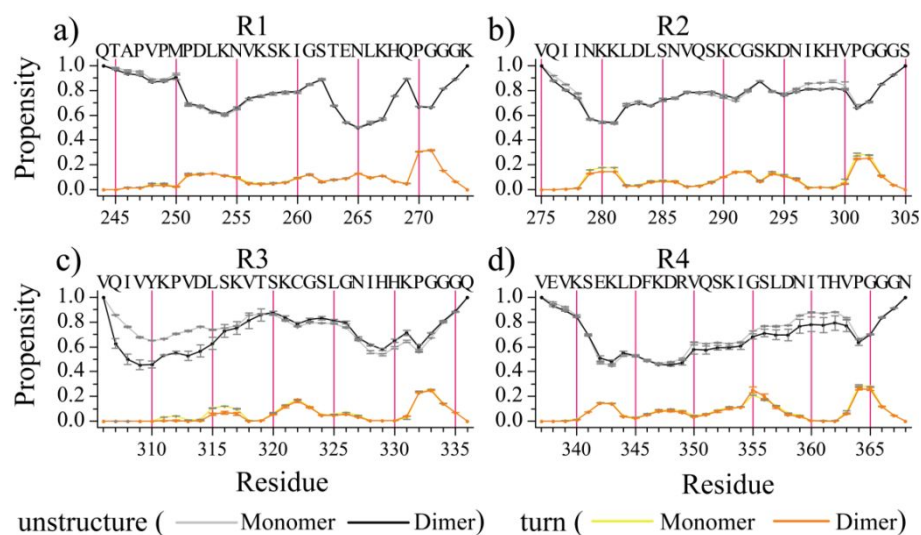 R1 R2
a) b)
QTAPVPMPDLKNVKSKIGSTENLKHQPGGGK VQIINKKLDLSNVQSKCGSKDNIKHVPGGGS
1.0 1.0
0.8 0.8
0.6 0.6
0.4 0.4
0.2 0.2
0.0 0.0
Propensity
245 250 255 260 265 270 275 280 285 290 295 300 305
R3 R4
c) d)
VQIVYKPVDLSKVTSKCGSLGNIHHKPGGGQ VEVKSEKLDFKDRVQSKIGSLDNITHVPGGGN
1.0 1.0
0.8 0.8
0.6 0.6
0.4 0.4
0.2 0.2
0.0 0.0
Propensity
310 315 320 325 330 335 340 345 350 355 360 365
Residue Residue
unstructure ( Monomer Dimer) turn ( Monomer Dimer)